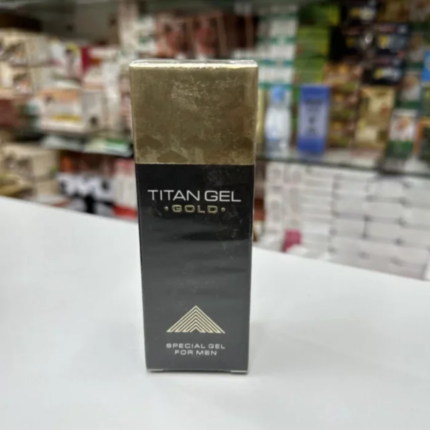 TITAN GEL
• GOLD •
SPECIAL GEL
FOR MEN